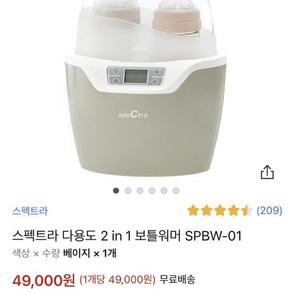 speCtra
스펙트라
(209)
스펙트라 다용도 2 in 1 보틀워머 SPBW-01
색상 × 수량 베이지 × 1개
49,000원 (1개당 49,000원) 무료배송